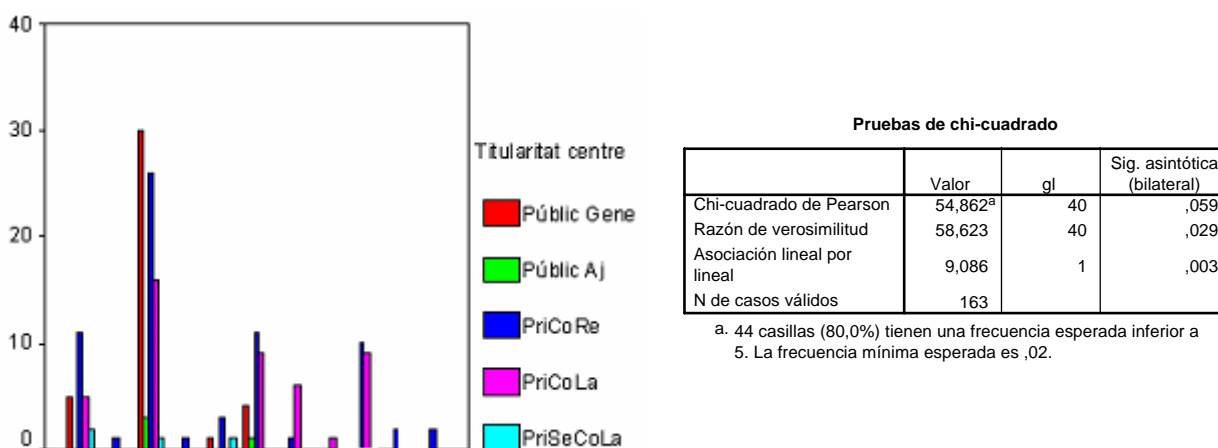 40
30
20
10
0
Titularitat centre
Públic Gene
Públic Aj
PriCoRe
PriCoLa
PriSeCoLa
Pruebas de chi-cuadrado
Valor gl Sig. asintótica (bilateral)
Chi-cuadrado de Pearson 54,862a 40 ,059
Razón de verosimilitud 58,623 40 ,029
Asociación lineal por lineal 9,086 1 ,003
N de casos válidos 163
a. 44 casillas (80,0%) tienen una frecuencia esperada inferior a
5. La frecuencia mínima esperada es ,02.